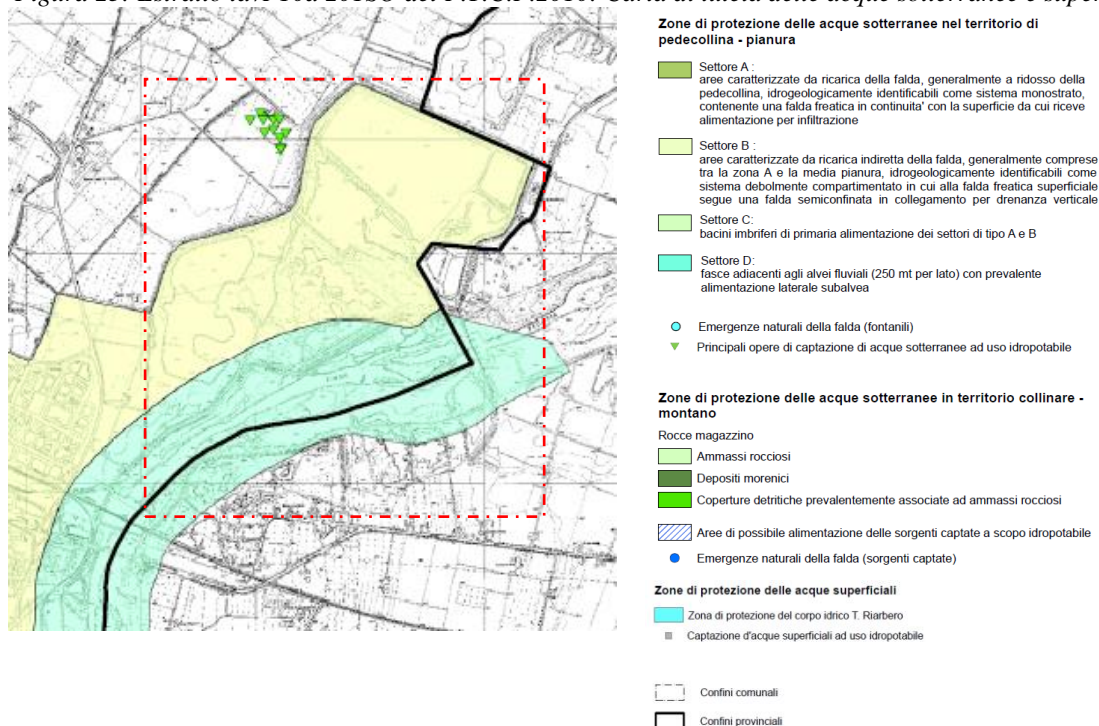 Zone di protezione delle acque sotterranee nel territorio di
pedecollina - pianura
Settore A :
aree caratterizzate da ricarica della falda, generalmente a ridosso della
pedecollina, idrogeologicamente identificabili come sistema monostrato,
contenente una falda freatica in continuita' con la superficie da cui riceve
alimentazione per infiltrazione
Settore B :
aree caratterizzate da ricarica indiretta della falda, generalmente comprese
tra la zona A e la media pianura, idrogeologicamente identificabili come
sistema debolmente compartimentato in cui alla falda freatica superficiale
segue una falda semiconfinata in collegamento per drenanza verticale
Settore C:
bacini imbriferi di primaria alimentazione dei settori di tipo A e B
Settore D:
fasce adiacenti agli alvei fluviali (250 mt per lato) con prevalente
alimentazione laterale subalvea
Emergenze naturali della falda (fontanili)
Principali opere di captazione di acque sotterranee ad uso idropotabile
Zone di protezione delle acque sotterranee in territorio collinare -
montano
Rocce magazzino
Ammassi rocciosi
Depositi morenici
Coperture detritiche prevalentemente associate ad ammassi rocciosi
Aree di possibile alimentazione delle sorgenti captate a scopo idropotabile
Emergenze naturali della falda (sorgenti captate)
Zone di protezione delle acque superficiali
Zona di protezione del corpo idrico T. Riarbero
Captazione d'acque superficiali ad uso idropotabile
Confini comunali
Confini provinciali